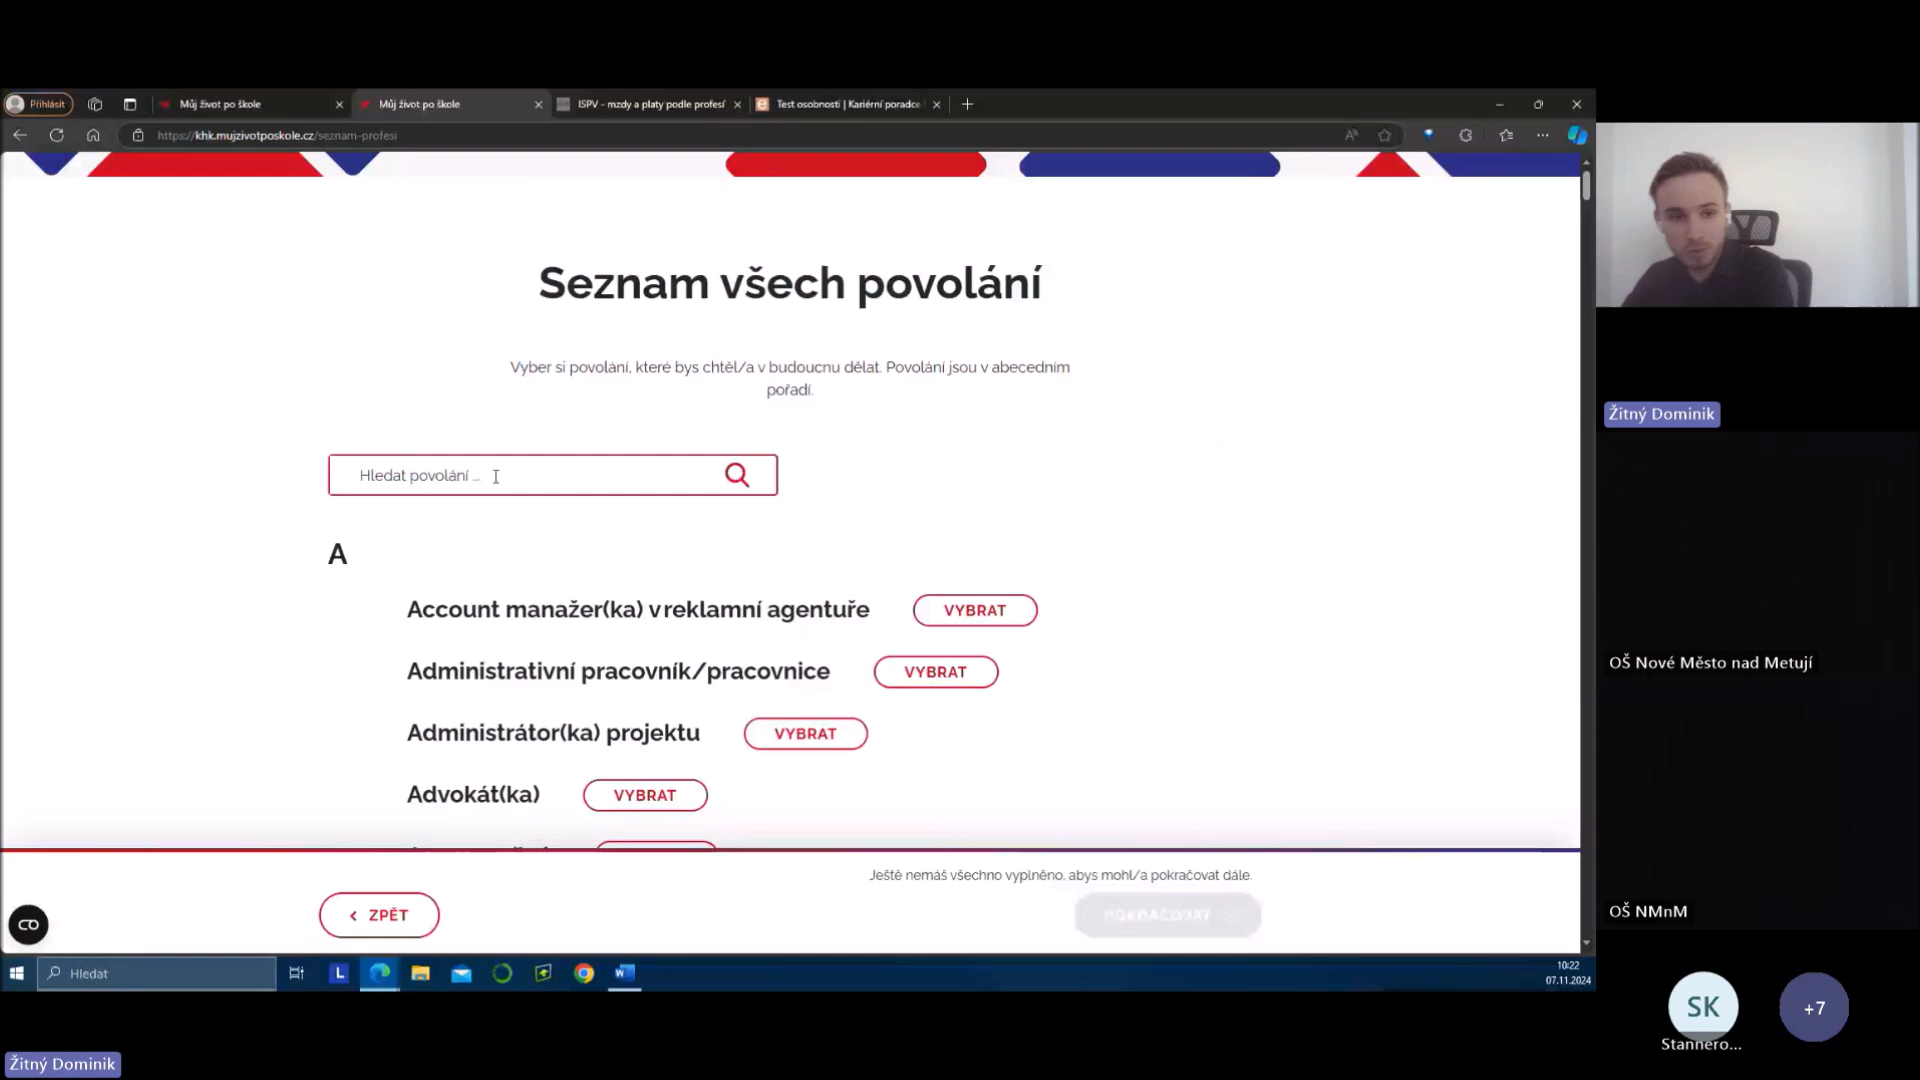 Přihlásit
Můj život po škole
Můj život po škole
ISPV - mzdy a platy podle profesí
Test osobnosti | Kariérní poradce
https://khk.mujzivotposkole.cz/seznam-profesi
Seznam všech povolání
Vyber si povolání, které bys chtěl/a v budoucnu dělat. Povolání jsou v abecedním
pořadí.
Hledat povolání ...
A
Account manažer(ka) v reklamní agentuře
VYBRAT
Administrativní pracovník/pracovnice
VYBRAT
Administrátor(ka) projektu
VYBRAT
Advokát(ka)
VYBRAT
Ještě nemáš všechno vyplněno, abys mohl/a pokračovat dále.
< ZPĚT
POKRAČOVAT
Hledat
10:22
07.11.2024
Žitný Dominik
OŠ Nové Město nad Metují
OŠ NMnM
SK
+7
Stannero...
Žitný Dominik